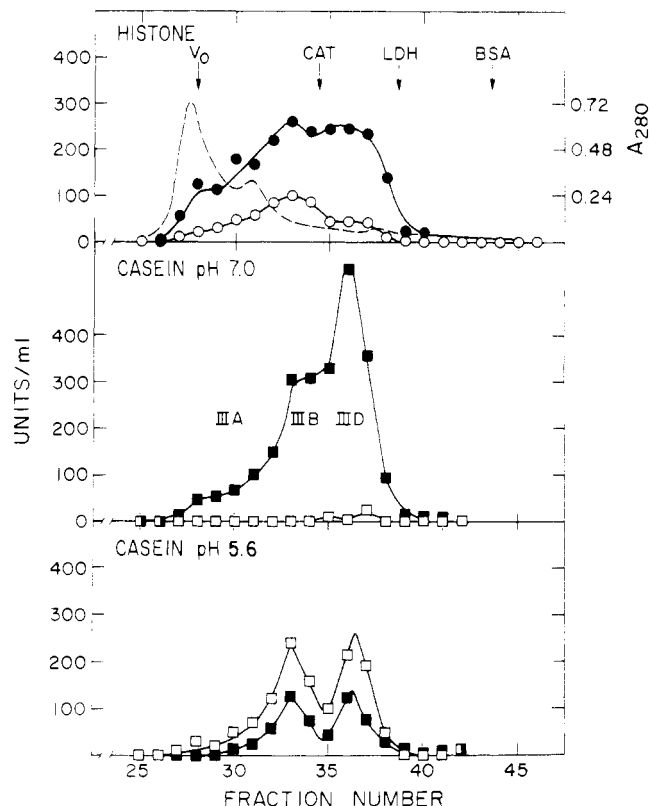 HISTONE
V₀ CAT LDH BSA
400
300
200
100
0
0.72
0.48
0.24
A₂₈₀
CASEIN pH 7.0
400
300
200
100
0
ⅢA ⅢB ⅢD
UNITS/ml
CASEIN pH 5.6
400
300
200
100
0
25 30 35 40 45
FRACTION NUMBER